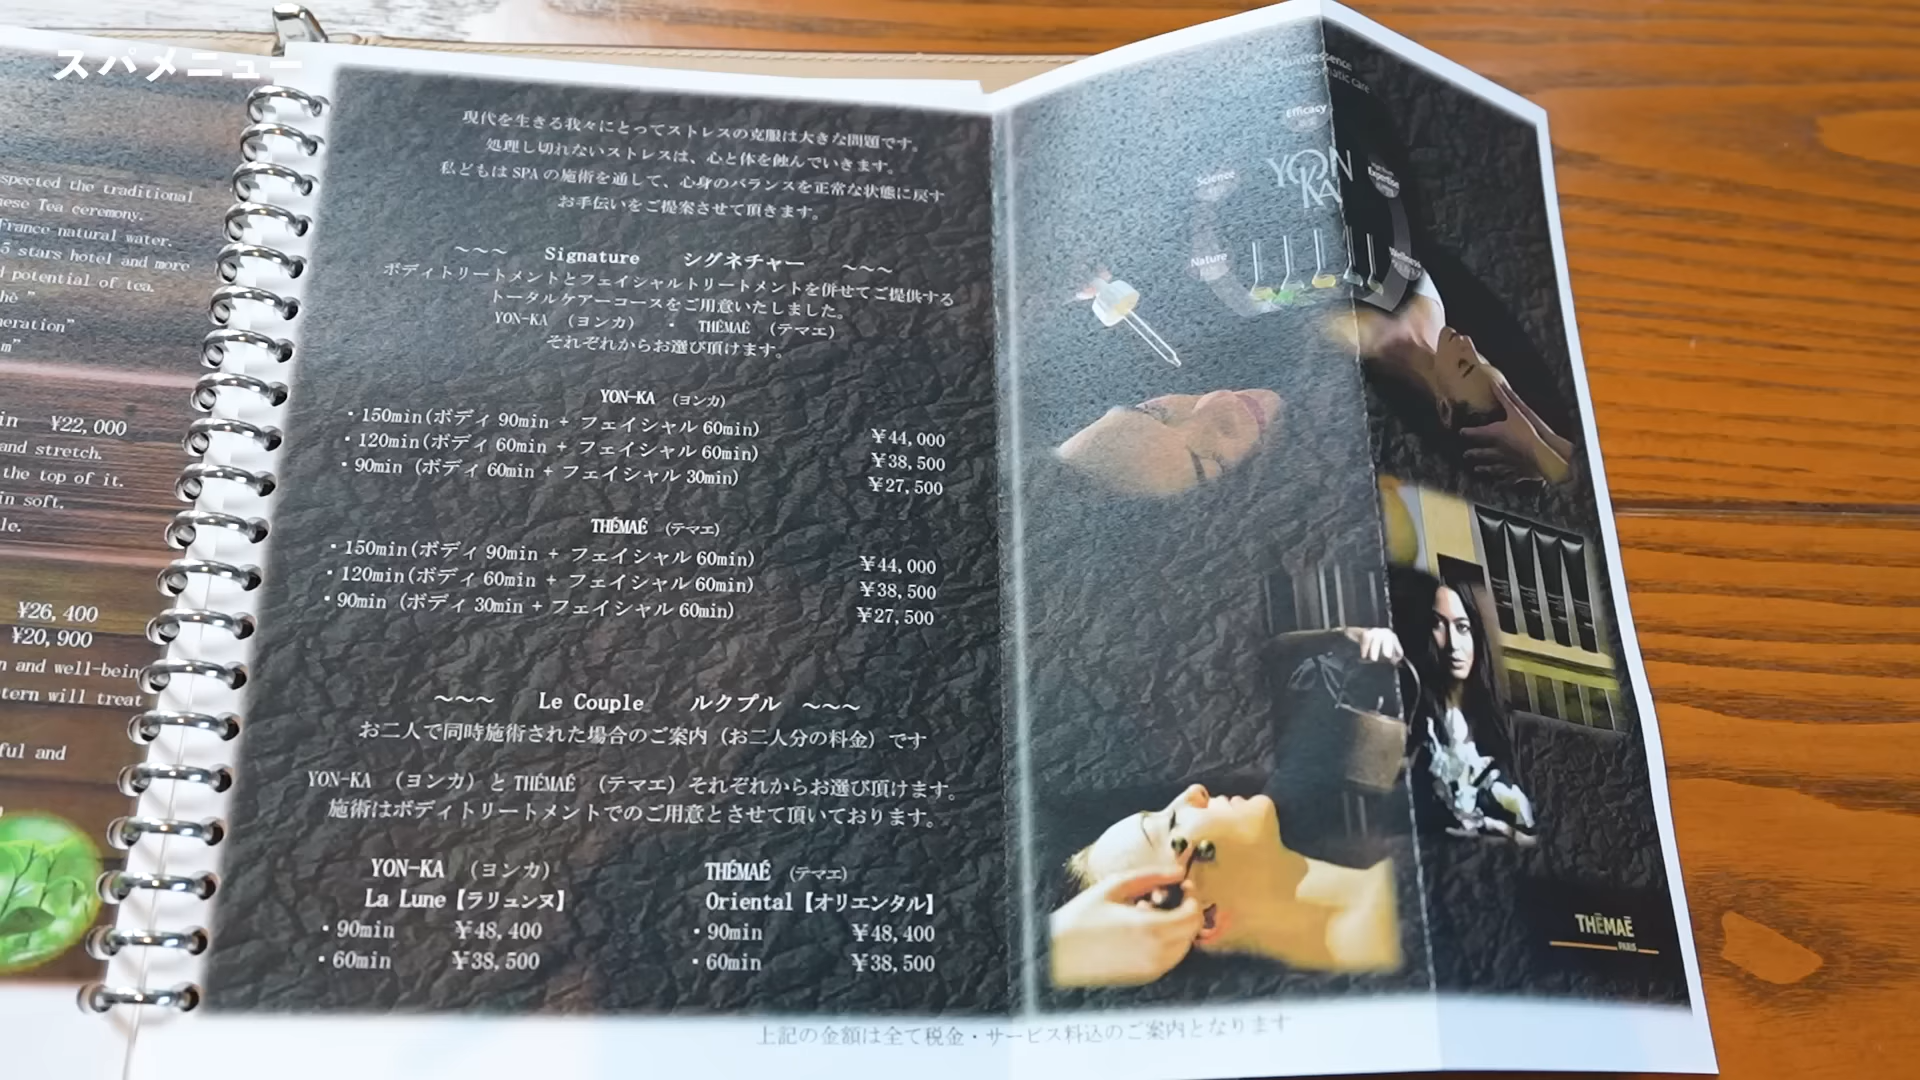 スパメニュー
spected the traditional
ese Tea ceremony.
France natural water.
5 stars hotel and more
d potential of tea.
hè ”
neration”
m”
in ¥22,000
and stretch.
the top of it.
in soft.
le.
¥26,400
¥20,900
n and well-being
tern will treat
ful and
現代を生きる我々にとってストレスの克服は大きな問題です。
処理し切れないストレスは、心と体を蝕んでいきます。
私どもは SPA の施術を通して、心身のバランスを正常な状態に戻す
お手伝いをご提案させて頂きます。
~~~ Signature シグネチャー ~~~
ボディトリートメントとフェイシャルトリートメントを併せてご提供する
トータルケアーコースをご用意いたしました。
YON-KA （ヨンカ） ・ THÉMAÉ （テマエ）
それぞれからお選び頂けます。
YON-KA （ヨンカ）
・150min(ボディ 90min + フェイシャル 60min) ￥44,000
・120min(ボディ 60min + フェイシャル 60min) ￥38,500
・90min (ボディ 60min + フェイシャル 30min) ￥27,500
THÉMAÉ （テマエ）
・150min(ボディ 90min + フェイシャル 60min) ￥44,000
・120min(ボディ 60min + フェイシャル 60min) ￥38,500
・90min (ボディ 30min + フェイシャル 60min) ￥27,500
~~~ Le Couple ルクプル ~~~
お二人で同時施術された場合のご案内（お二人分の料金）です
YON-KA （ヨンカ）と THÉMAÉ （テマエ）それぞれからお選び頂けます。
施術はボディトリートメントでのご用意とさせて頂いております。
YON-KA （ヨンカ）
La Lune【ラリュンヌ】
・90min ￥48,400
・60min ￥38,500
THÉMAÉ （テマエ）
Oriental【オリエンタル】
・90min ￥48,400
・60min ￥38,500
上記の金額は全て税金・サービス料込のご案内となります
Efficacy
YON
KA
Science
Expertise
Nature
Wellness
THÉMAÉ
PARIS